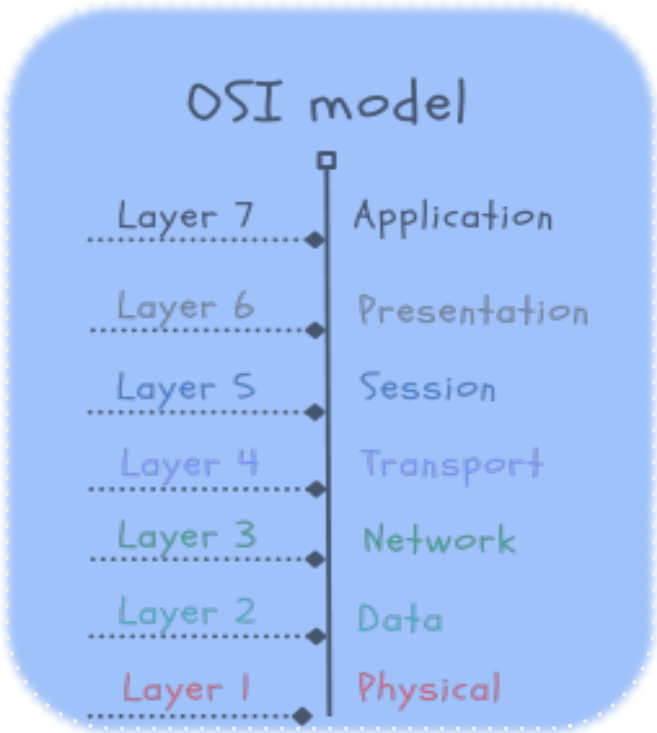 OSI model
Layer 7 Application
Layer 6 Presentation
Layer 5 Session
Layer 4 Transport
Layer 3 Network
Layer 2 Data
Layer 1 Physical